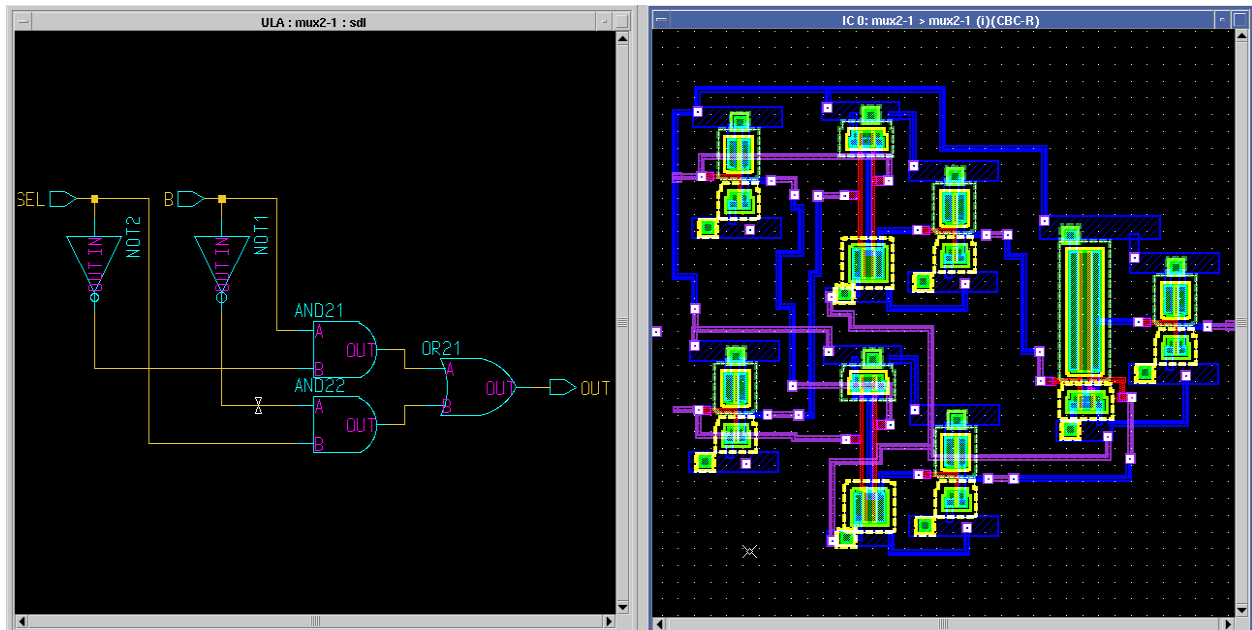 ULA : mux2-1 : sdl
IC 0: mux2-1 > mux2-1 (i)(CBC-R)
SEL
B
IN
OUT
NOT2
IN
OUT
NOT1
AND21
A
OUT
B
OR21
A
OUT
B
OUT
AND22
A
OUT
B